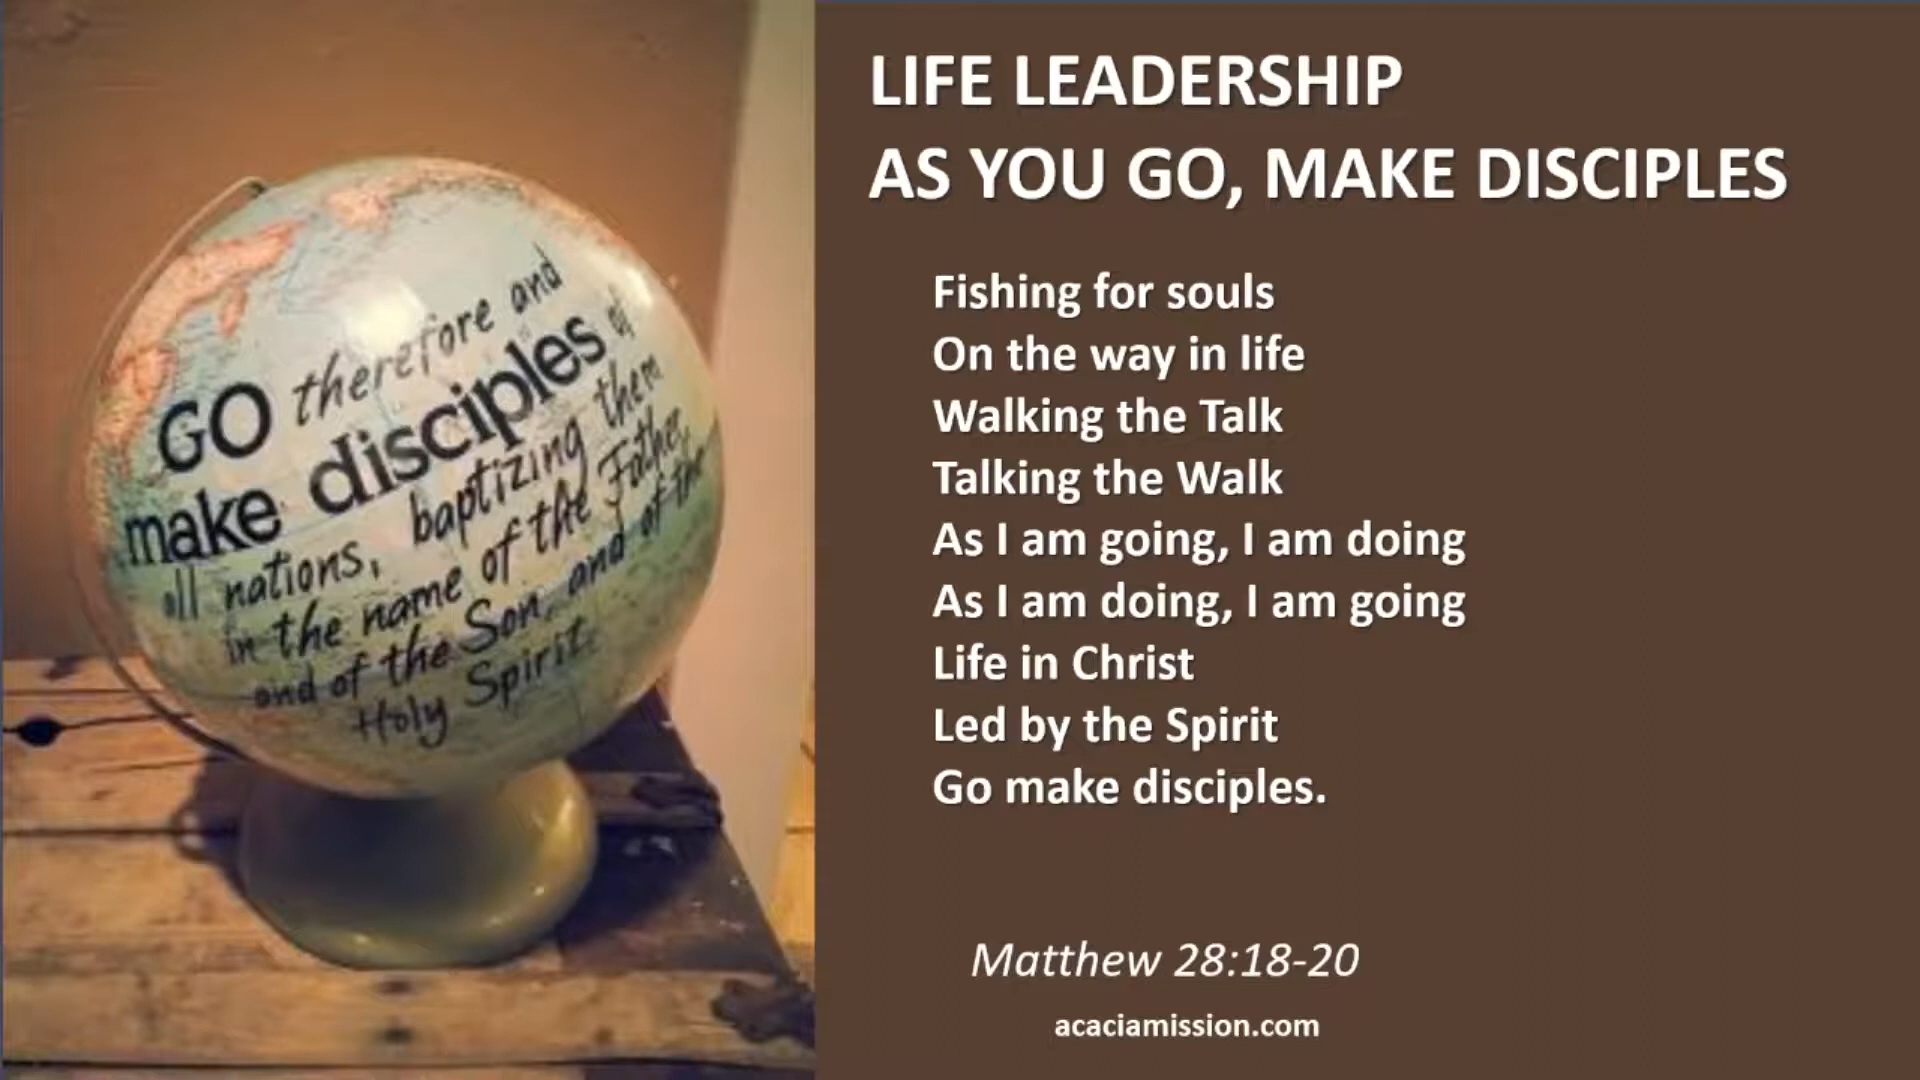 GO therefore and
make disciples of
all nations, baptizing them
in the name of the Father,
and of the Son, and of the
Holy Spirit.
LIFE LEADERSHIP
AS YOU GO, MAKE DISCIPLES
Fishing for souls
On the way in life
Walking the Talk
Talking the Walk
As I am going, I am doing
As I am doing, I am going
Life in Christ
Led by the Spirit
Go make disciples.
Matthew 28:18-20
acaciamission.com